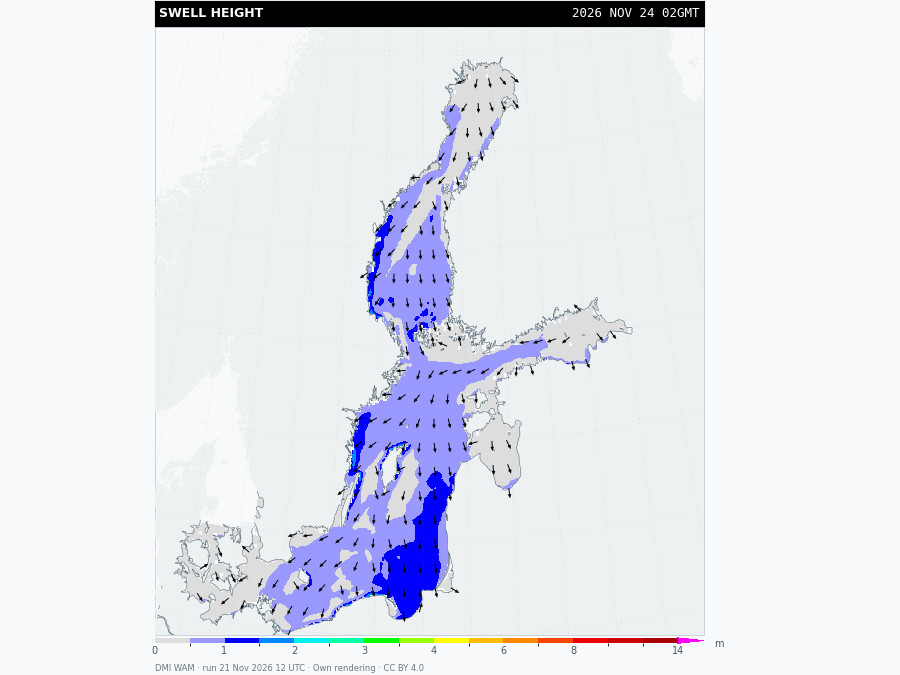 SWELL HEIGHT 2026 NOV 24 02GMT
0 1 2 3 4 6 8 14 m
DMI WAM · run 21 Nov 2026 12 UTC · Own rendering · CC BY 4.0